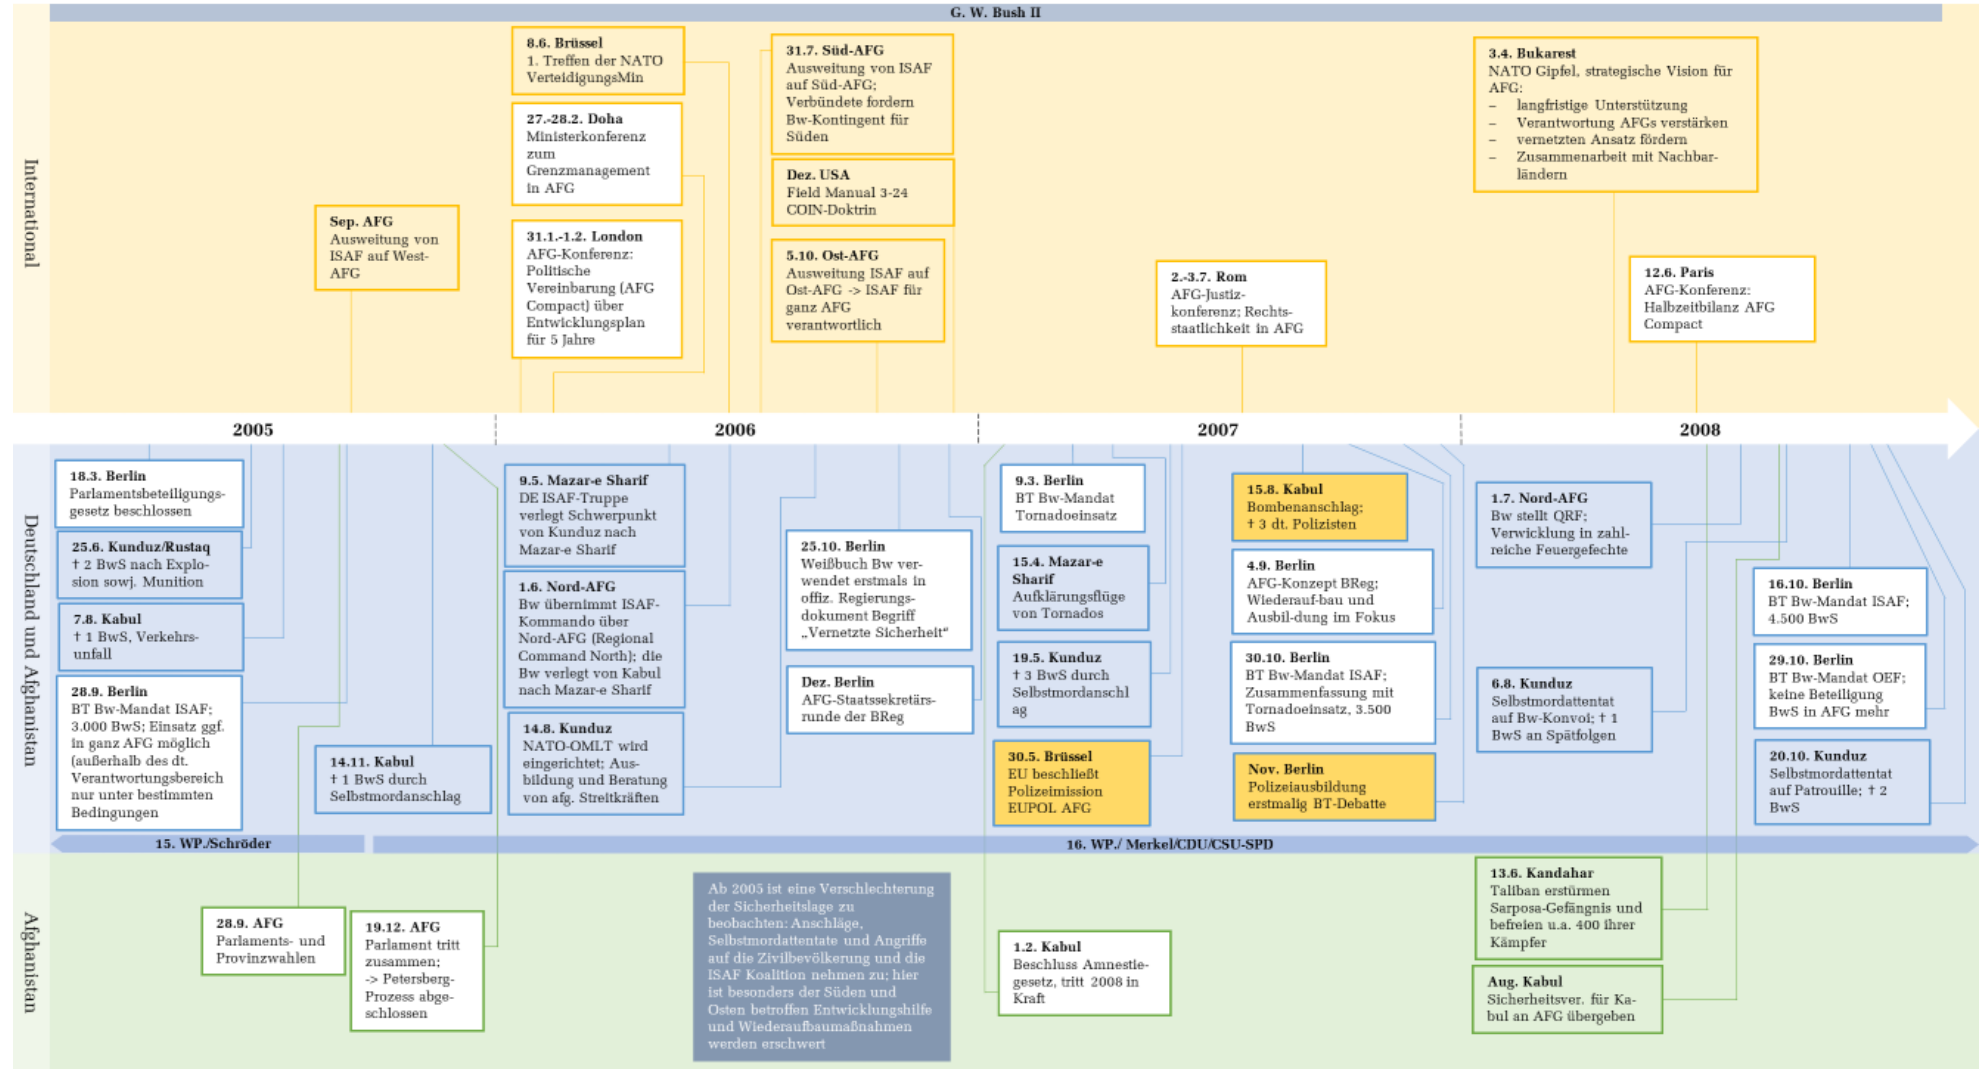 G. W. Bush II
International
8.6. Brüssel
1. Treffen der NATO
VerteidigungsMin
27.-28.2. Doha
Ministerkonferenz
zum
Grenzmanagement
in AFG
Sep. AFG
Ausweitung von
ISAF auf West-
AFG
31.1.-1.2. London
AFG-Konferenz:
Politische
Vereinbarung (AFG
Compact) über
Entwicklungsplan
für 5 Jahre
31.7. Süd-AFG
Ausweitung von ISAF
auf Süd-AFG;
Verbündete fordern
Bw-Kontingent für
Süden
Dez. USA
Field Manual 3-24
COIN-Doktrin
5.10. Ost-AFG
Ausweitung ISAF auf
Ost-AFG -> ISAF für
ganz AFG
verantwortlich
2.-3.7. Rom
AFG-Justiz-
konferenz; Rechts-
staatlichkeit in AFG
3.4. Bukarest
NATO Gipfel, strategische Vision für
AFG:
– langfristige Unterstützung
– Verantwortung AFGs verstärken
– vernetzten Ansatz fördern
– Zusammenarbeit mit Nachbar-
ländern
12.6. Paris
AFG-Konferenz:
Halbzeitbilanz AFG
Compact
2005
2006
2007
2008
Deutschland und Afghanistan
18.3. Berlin
Parlamentsbeteiligungs-
gesetz beschlossen
25.6. Kunduz/Rustaq
† 2 BwS nach Explo-
sion sowj. Munition
7.8. Kabul
† 1 BwS, Verkehrs-
unfall
28.9. Berlin
BT Bw-Mandat ISAF;
3.000 BwS; Einsatz ggf.
in ganz AFG möglich
(außerhalb des dt.
Verantwortungsbereich
nur unter bestimmten
Bedingungen
14.11. Kabul
† 1 BwS durch
Selbstmordanschlag
9.5. Mazar-e Sharif
DE ISAF-Truppe
verlegt Schwerpunkt
von Kunduz nach
Mazar-e Sharif
1.6. Nord-AFG
Bw übernimmt ISAF-
Kommando über
Nord-AFG (Regional
Command North); die
Bw verlegt von Kabul
nach Mazar-e Sharif
14.8. Kunduz
NATO-OMLT wird
eingerichtet; Aus-
bildung und Beratung
von afg. Streitkräften
25.10. Berlin
Weißbuch Bw ver-
wendet erstmals in
offiz. Regierungs-
dokument Begriff
„Vernetzte Sicherheit“
Dez. Berlin
AFG-Staatssekretärs-
runde der BReg
9.3. Berlin
BT Bw-Mandat
Tornadoeinsatz
15.4. Mazar-e
Sharif
Aufklärungsflüge
von Tornados
19.5. Kunduz
† 3 BwS durch
Selbstmordanschl
ag
30.5. Brüssel
EU beschließt
Polizeimission
EUPOL AFG
15.8. Kabul
Bombenanschlag;
† 3 dt. Polizisten
4.9. Berlin
AFG-Konzept BReg;
Wiederauf-bau und
Ausbil-dung im Fokus
30.10. Berlin
BT Bw-Mandat ISAF;
Zusammenfassung mit
Tornadoeinsatz, 3.500
BwS
Nov. Berlin
Polizeiausbildung
erstmalig BT-Debatte
1.7. Nord-AFG
Bw stellt QRF;
Verwicklung in zahl-
reiche Feuergefechte
6.8. Kunduz
Selbstmordattentat
auf Bw-Konvoi; † 1
BwS an Spätfolgen
16.10. Berlin
BT Bw-Mandat ISAF;
4.500 BwS
29.10. Berlin
BT Bw-Mandat OEF;
keine Beteiligung
BwS in AFG mehr
20.10. Kunduz
Selbstmordattentat
auf Patrouille; † 2
BwS
15. WP./Schröder
16. WP./ Merkel/CDU/CSU-SPD
Afghanistan
28.9. AFG
Parlaments- und
Provinzwahlen
19.12. AFG
Parlament tritt
zusammen;
-> Petersberg-
Prozess abge-
schlossen
Ab 2005 ist eine Verschlechterung
der Sicherheitslage zu
beobachten: Anschläge,
Selbstmordattentate und Angriffe
auf die Zivilbevölkerung und die
ISAF Koalition nehmen zu; hier
ist besonders der Süden und
Osten betroffen Entwicklungshilfe
und Wiederaufbaumaßnahmen
werden erschwert
1.2. Kabul
Beschluss Amnestie-
gesetz, tritt 2008 in
Kraft
13.6. Kandahar
Taliban erstürmen
Sarposa-Gefängnis und
befreien u.a. 400 ihrer
Kämpfer
Aug. Kabul
Sicherheitsver. für Ka-
bul an AFG übergeben